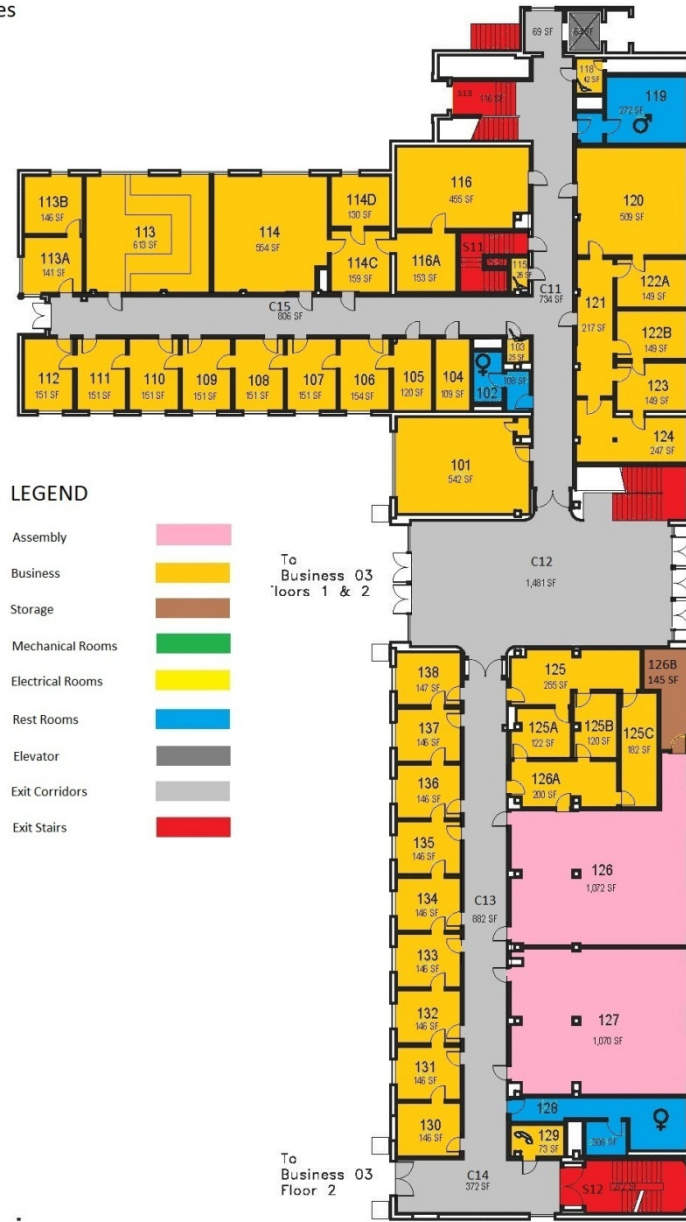 es
69 SF
118
42 SF
119
272 SF
S13
116 SF
116
455 SF
120
509 SF
113B
146 SF
113
613 SF
114
554 SF
114D
130 SF
113A
141 SF
114C
159 SF
116A
153 SF
S11
115
C11
734 SF
121
217 SF
122A
149 SF
122B
149 SF
123
149 SF
124
247 SF
C15
806 SF
103
25 SF
112
151 SF
111
151 SF
110
151 SF
109
151 SF
108
151 SF
107
151 SF
106
154 SF
105
120 SF
104
109 SF
102
108 SF
101
542 SF
LEGEND
Assembly
Business
Storage
Mechanical Rooms
Electrical Rooms
Rest Rooms
Elevator
Exit Corridors
Exit Stairs
To
Business 03
loors 1 & 2
C12
1,481 SF
138
147 SF
125
255 SF
126B
145 SF
137
146 SF
125A
122 SF
125B
120 SF
125C
182 SF
136
146 SF
126A
200 SF
135
146 SF
126
1,072 SF
134
146 SF
C13
882 SF
133
146 SF
132
146 SF
127
1,070 SF
131
146 SF
130
146 SF
128
206 SF
129
73 SF
To
Business 03
Floor 2
C14
372 SF
S12